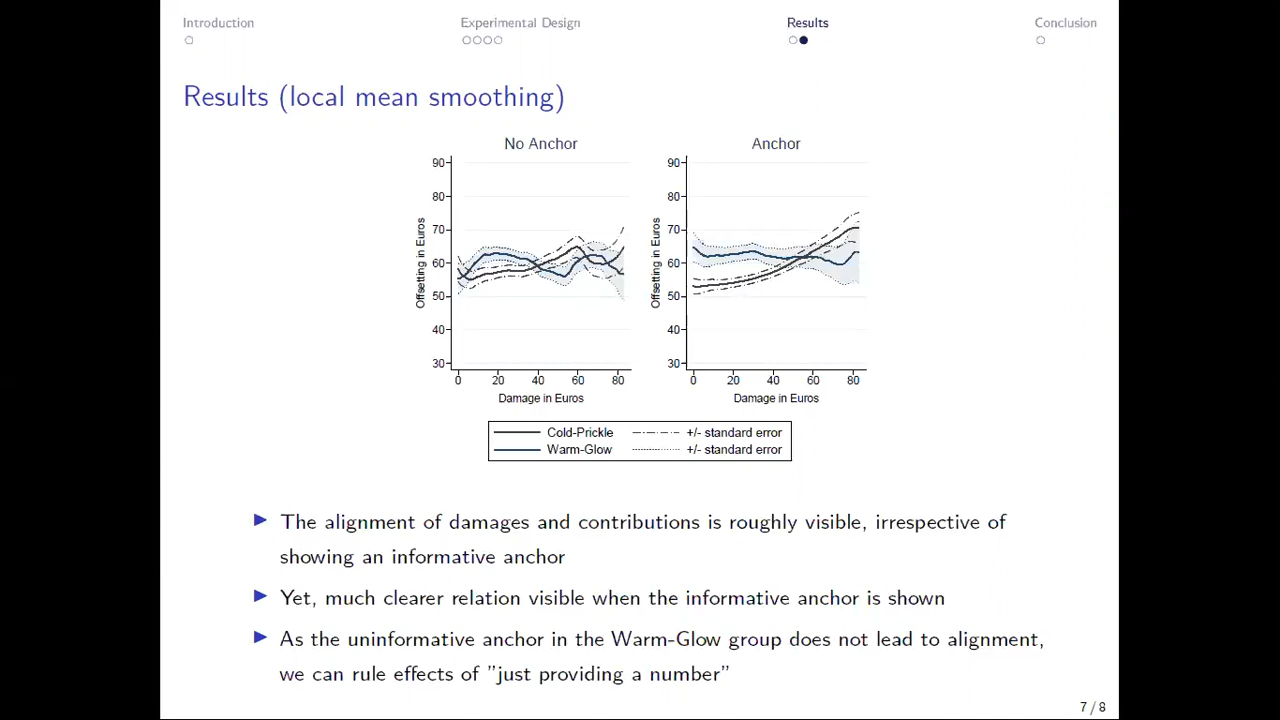 Introduction
Experimental Design
Results
Conclusion
Results (local mean smoothing)
No Anchor
90
80
70
60
50
40
30
Offsetting in Euros
0 20 40 60 80
Damage in Euros
Anchor
90
80
70
60
50
40
30
Offsetting in Euros
0 20 40 60 80
Damage in Euros
Cold-Prickle +/- standard error
Warm-Glow +/- standard error
The alignment of damages and contributions is roughly visible, irrespective of
showing an informative anchor
Yet, much clearer relation visible when the informative anchor is shown
As the uninformative anchor in the Warm-Glow group does not lead to alignment,
we can rule effects of ”just providing a number”
7 / 8